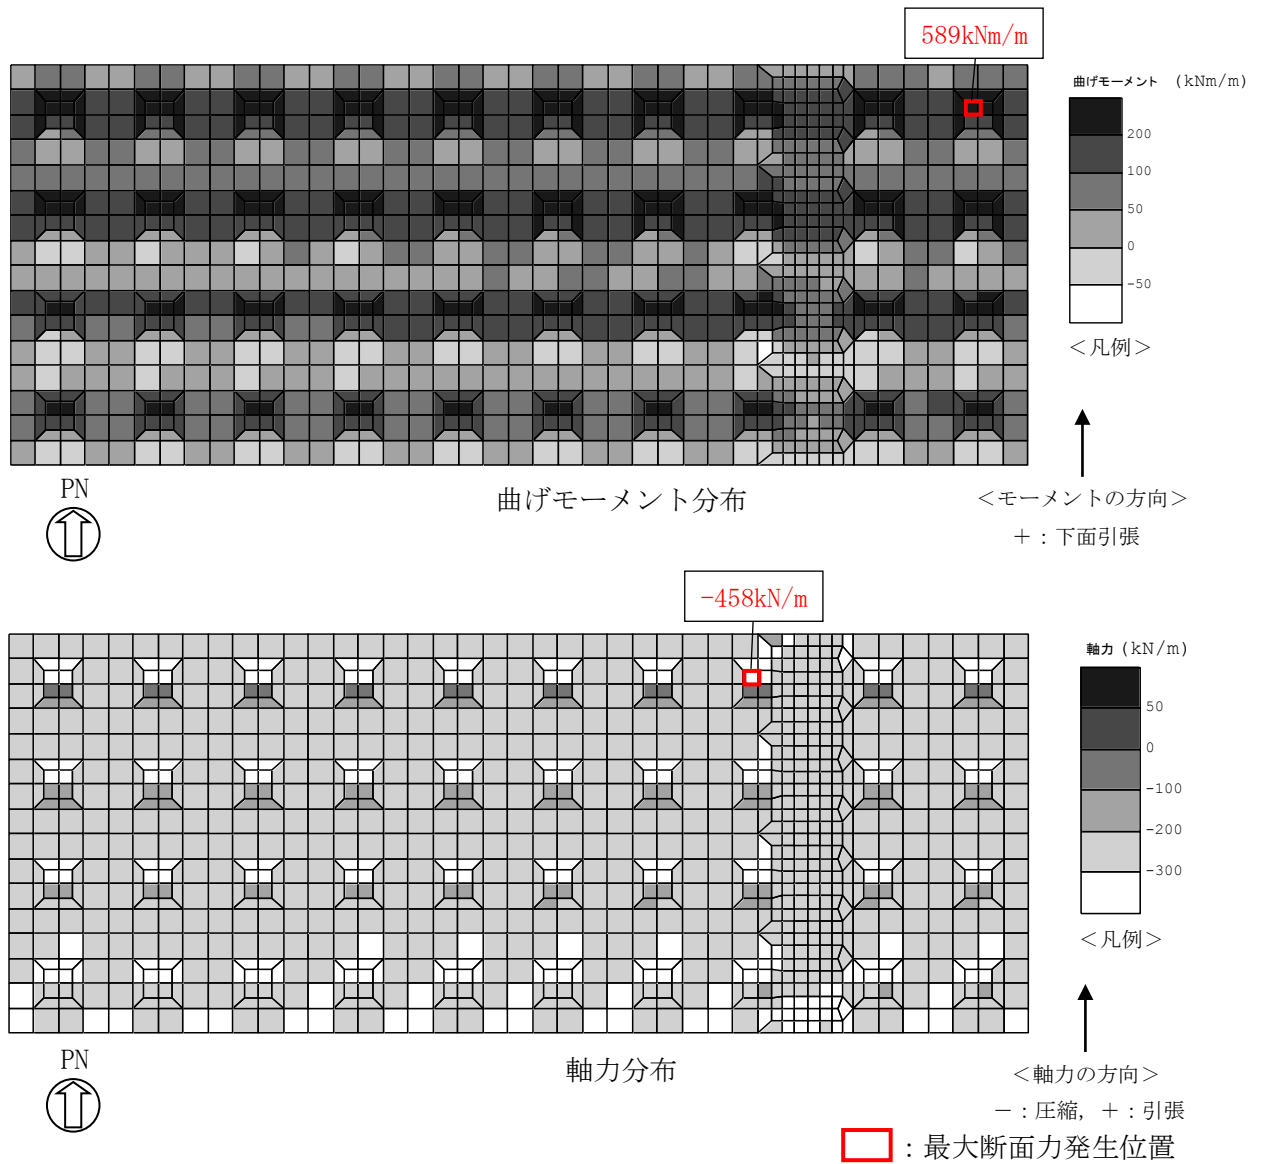 589kNm/m
曲げモーメント (kNm/m)
200
100
50
0
-50
＜凡例＞
PN
曲げモーメント分布
＜モーメントの方向＞
＋：下面引張
-458kN/m
軸力 (kN/m)
50
0
-100
-200
-300
＜凡例＞
PN
軸力分布
＜軸力の方向＞
－：圧縮，＋：引張
：最大断面力発生位置